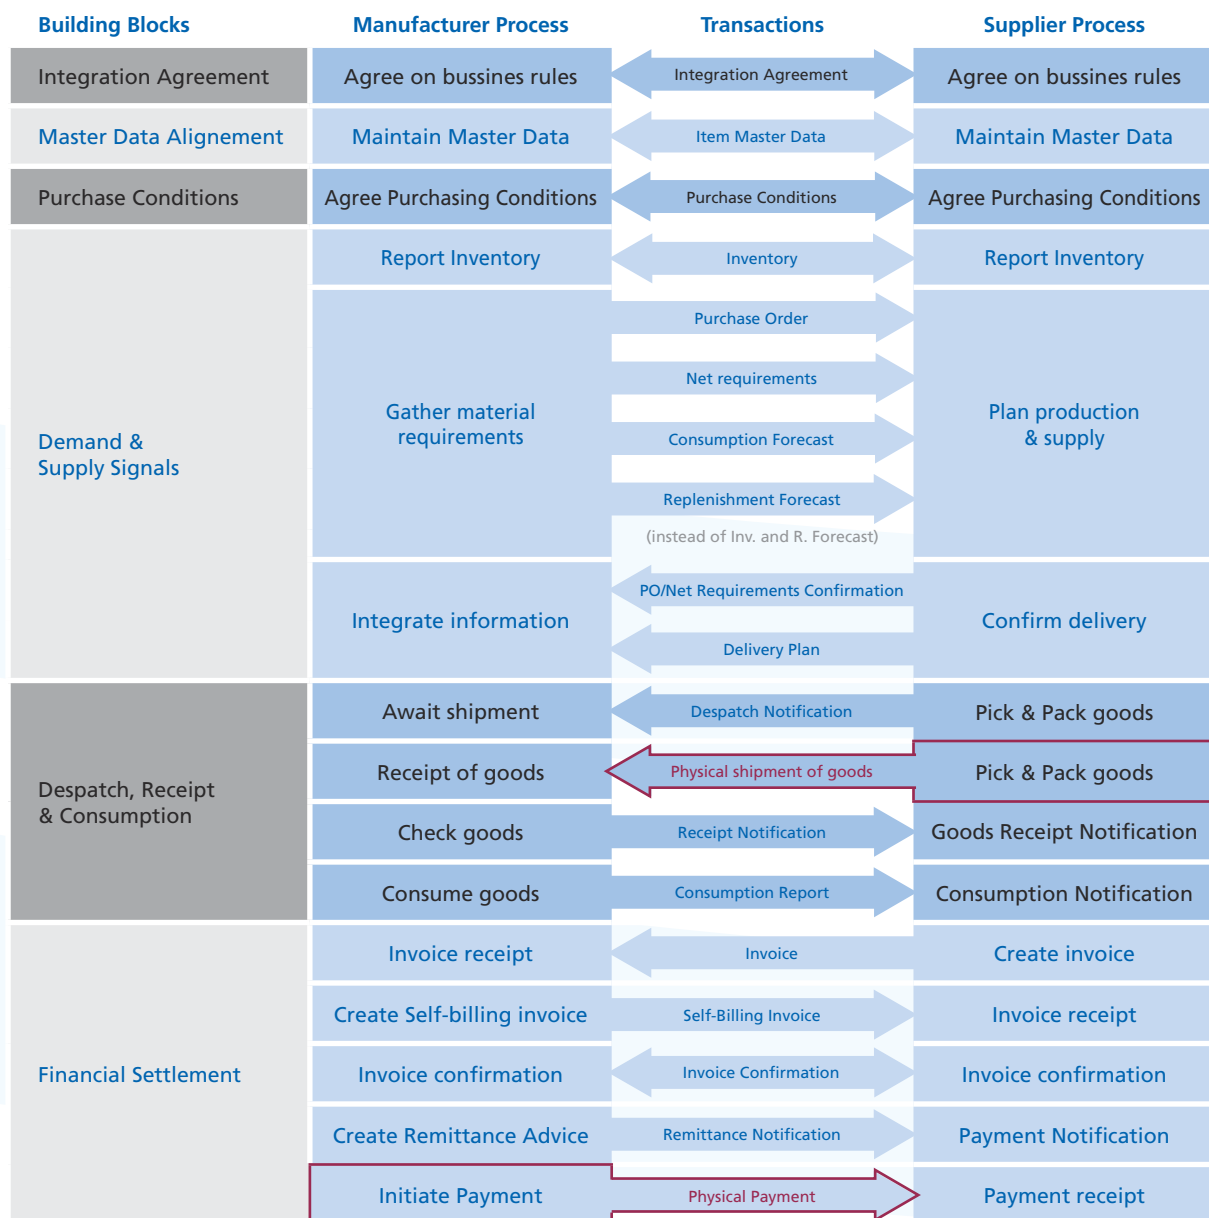 Building Blocks
Manufacturer Process
Transactions
Supplier Process
Integration Agreement
Agree on bussines rules
Integration Agreement
Agree on bussines rules
Master Data Alignement
Maintain Master Data
Item Master Data
Maintain Master Data
Purchase Conditions
Agree Purchasing Conditions
Purchase Conditions
Agree Purchasing Conditions
Demand &
Supply Signals
Report Inventory
Inventory
Report Inventory
Gather material
requirements
Purchase Order
Net requirements
Consumption Forecast
Replenishment Forecast
(instead of Inv. and R. Forecast)
Plan production
& supply
Integrate information
PO/Net Requirements Confirmation
Delivery Plan
Confirm delivery
Despatch, Receipt
& Consumption
Await shipment
Despatch Notification
Pick & Pack goods
Receipt of goods
Physical shipment of goods
Pick & Pack goods
Check goods
Receipt Notification
Goods Receipt Notification
Consume goods
Consumption Report
Consumption Notification
Financial Settlement
Invoice receipt
Invoice
Create invoice
Create Self-billing invoice
Self-Billing Invoice
Invoice receipt
Invoice confirmation
Invoice Confirmation
Invoice confirmation
Create Remittance Advice
Remittance Notification
Payment Notification
Initiate Payment
Physical Payment
Payment receipt